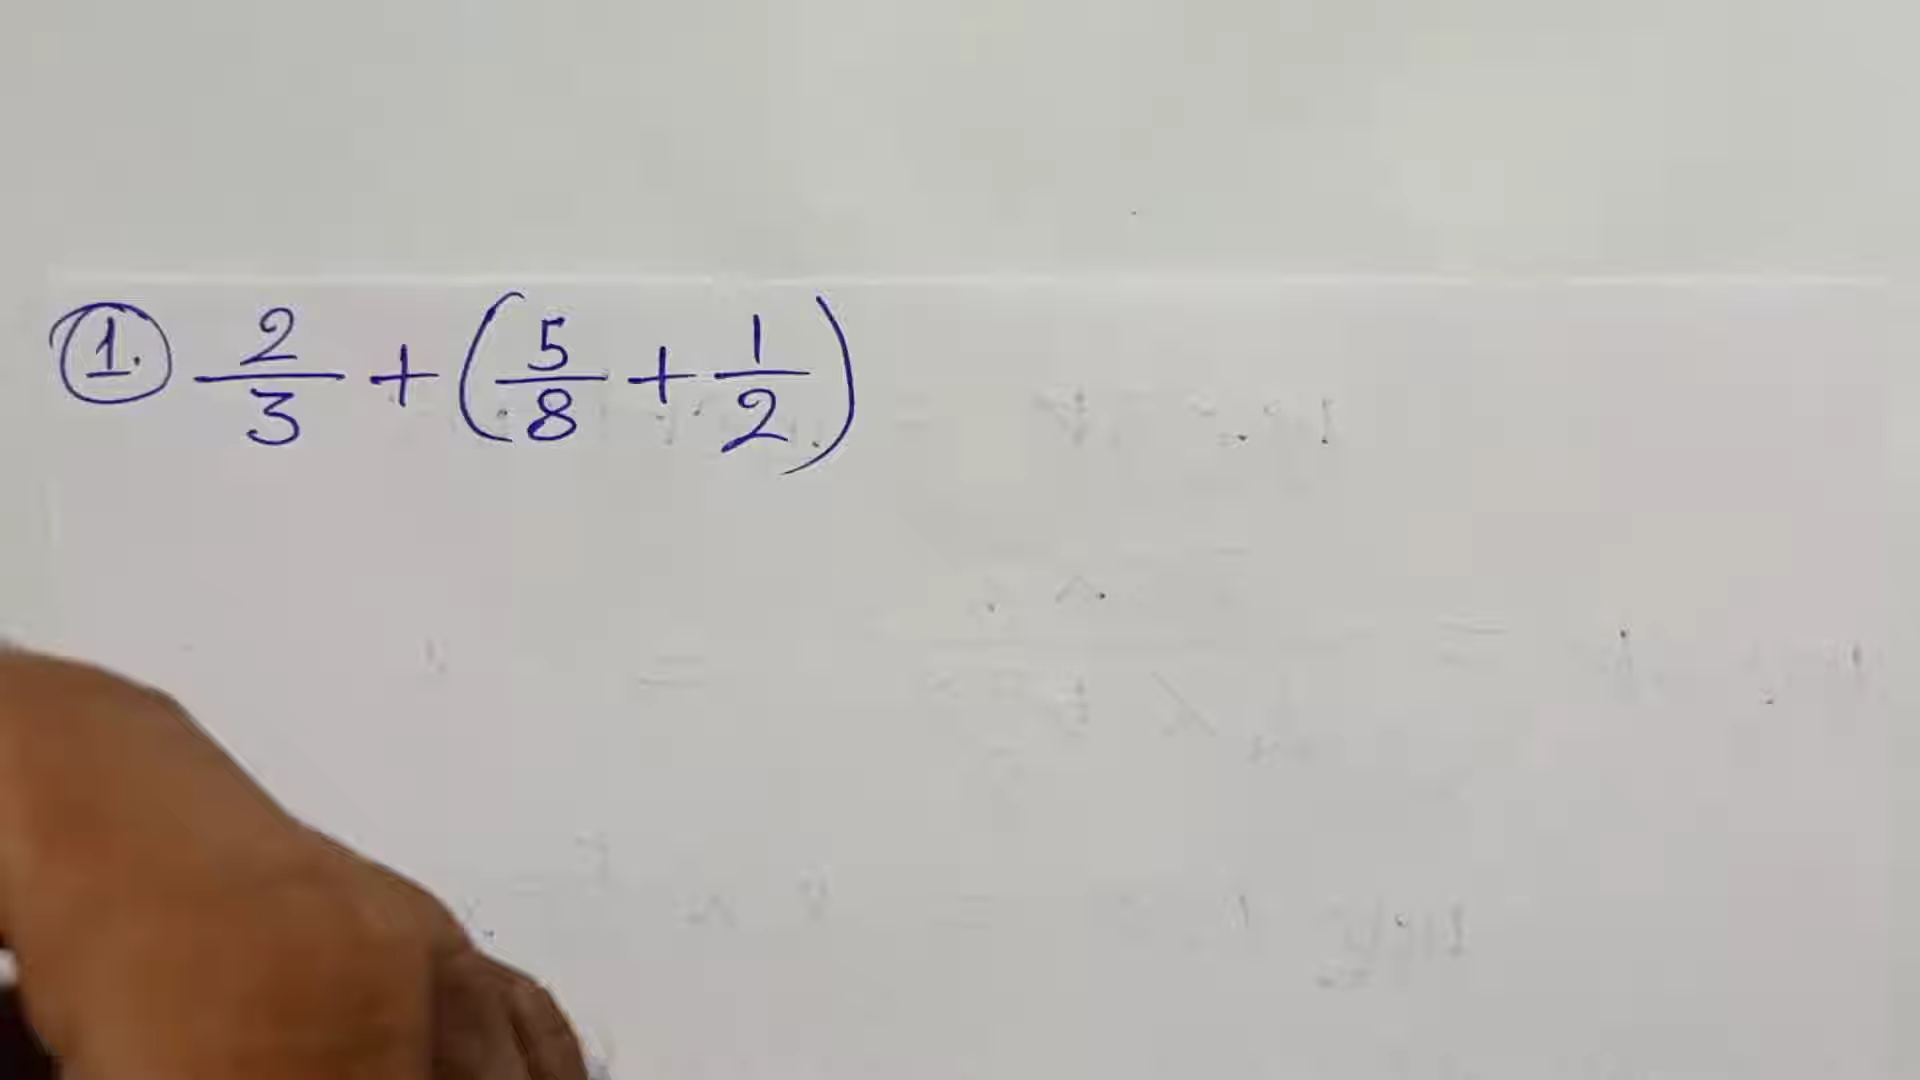 1. 2/3 + (5/8 + 1/2)